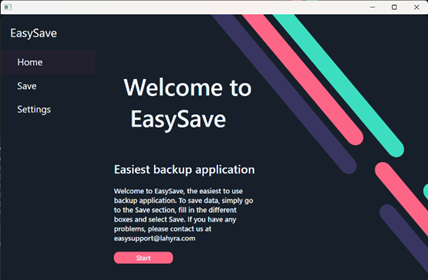 EasySave
Home
Save
Settings
Welcome to
EasySave
Easiest backup application
Welcome to EasySave, the easiest to use
backup application. To save data, simply go
to the Save section, fill in the different
boxes and select Save. If you have any
problems, please contact us at
easysupport@lahyra.com
Start